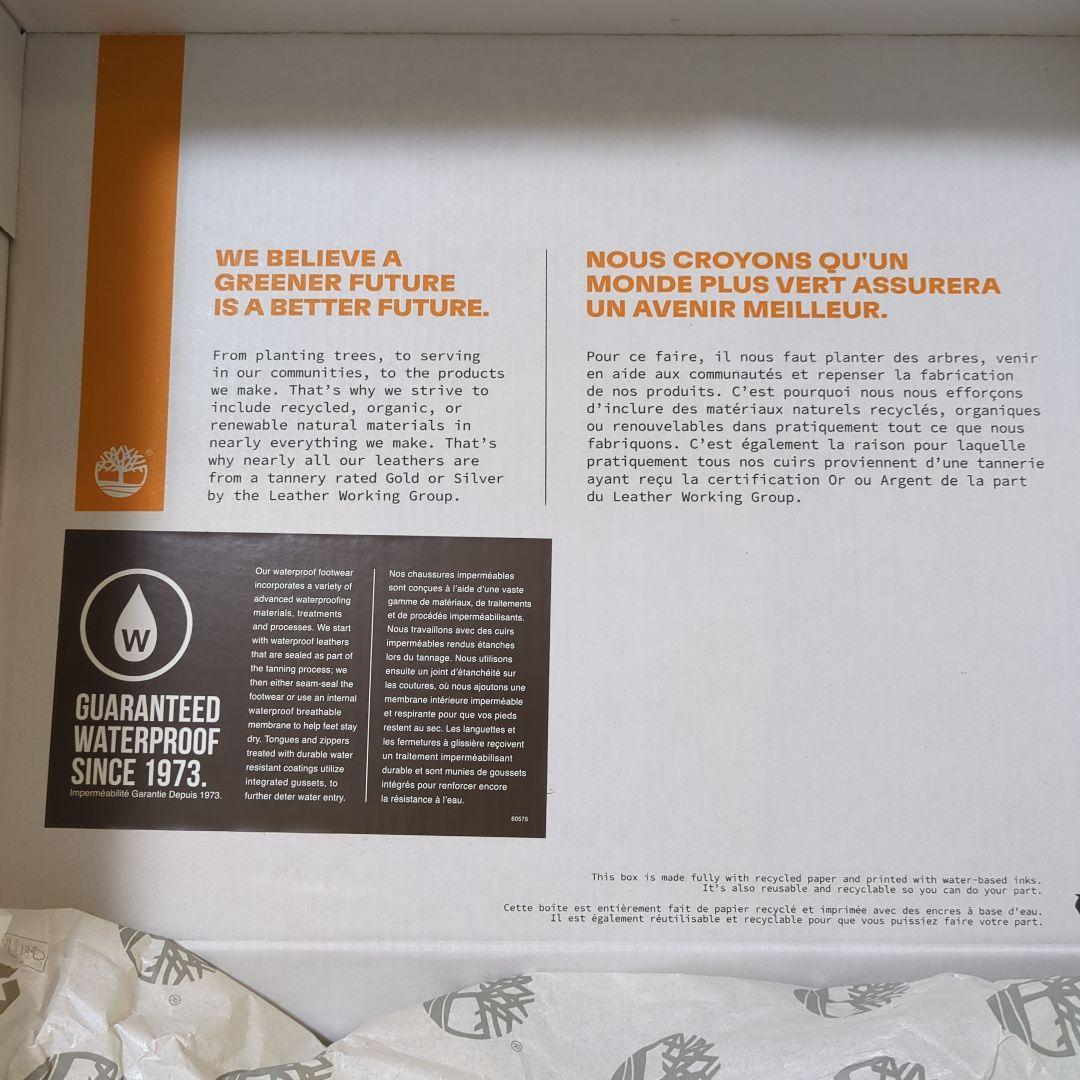 WE BELIEVE A
GREENER FUTURE
IS A BETTER FUTURE.
From planting trees, to serving
in our communities, to the products
we make. That’s why we strive to
include recycled, organic, or
renewable natural materials in
nearly everything we make. That’s
why nearly all our leathers are
from a tannery rated Gold or Silver
by the Leather Working Group.
NOUS CROYONS QU'UN
MONDE PLUS VERT ASSURERA
UN AVENIR MEILLEUR.
Pour ce faire, il nous faut planter des arbres, venir
en aide aux communautés et repenser la fabrication
de nos produits. C’est pourquoi nous nous efforçons
d’inclure des matériaux naturels recyclés, organiques
ou renouvelables dans pratiquement tout ce que nous
fabriquons. C’est également la raison pour laquelle
pratiquement tous nos cuirs proviennent d’une tannerie
ayant reçu la certification Or ou Argent de la part
du Leather Working Group.
®
W
GUARANTEED
WATERPROOF
SINCE 1973.
Imperméabilité Garantie Depuis 1973.
Our waterproof footwear
incorporates a variety of
advanced waterproofing
materials, treatments
and processes. We start
with waterproof leathers
that are sealed as part of
the tanning process; we
then either seam-seal the
footwear or use an internal
waterproof breathable
membrane to help feet stay
dry. Tongues and zippers
treated with durable water
resistant coatings utilize
integrated gussets, to
further deter water entry.
Nos chaussures imperméables
sont conçues à l’aide d’une vaste
gamme de matériaux, de traitements
et de procédés imperméabilisants.
Nous travaillons avec des cuirs
imperméables rendus étanches
lors du tannage. Nous utilisons
ensuite un joint d’étanchéité sur
les coutures, où nous ajoutons une
membrane intérieure imperméable
et respirante pour que vos pieds
restent au sec. Les languettes et
les fermetures à glissière reçoivent
un traitement imperméabilisant
durable et sont munies de goussets
intégrés pour renforcer encore
la résistance à l’eau.
60575
This box is made fully with recycled paper and printed with water-based inks.
It’s also reusable and recyclable so you can do your part.
Cette boite est entièrement fait de papier recyclé et imprimée avec des encres à base d'eau.
Il est également réutilisable et recyclable pour que vous puissiez faire votre part.
®
®